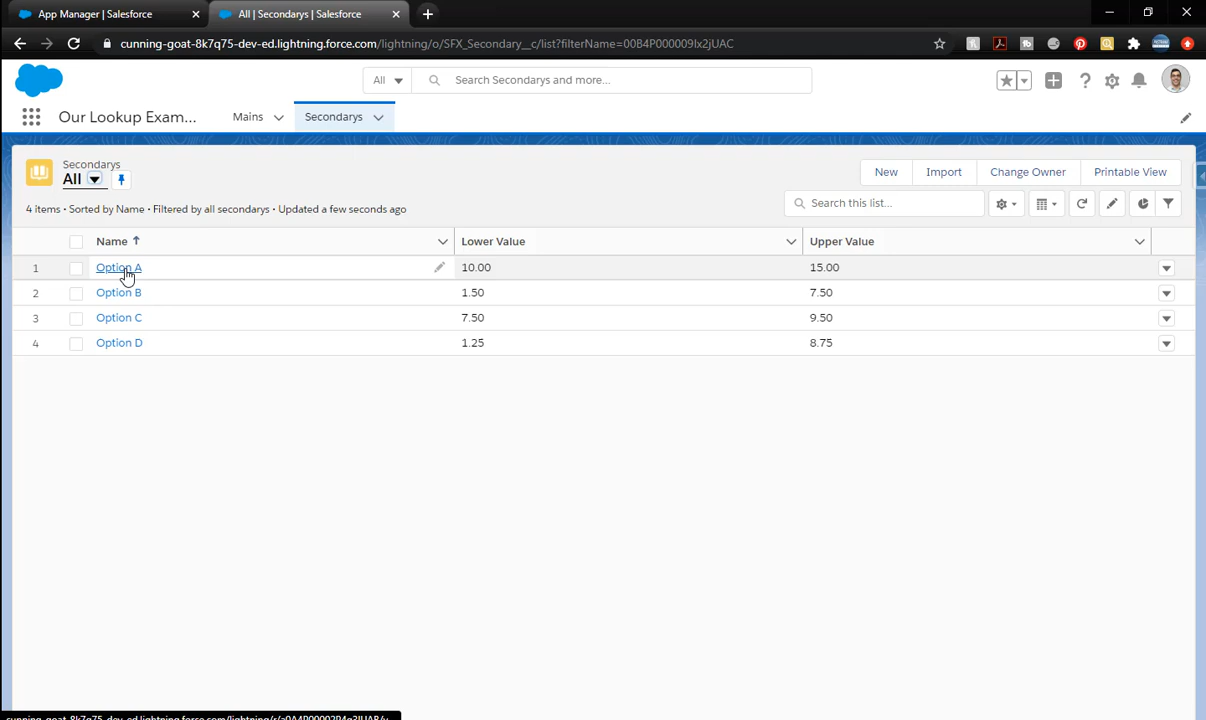 App Manager | Salesforce
All | Secondarys | Salesforce
cunning-goat-8k7q75-dev-ed.lightning.force.com/lightning/o/SFX_Secondary__c/list?filterName=00B4P000009Ix2jUAC
All
Search Secondarys and more...
Our Lookup Exam...
Mains
Secondarys
Secondarys
All
New
Import
Change Owner
Printable View
4 items • Sorted by Name • Filtered by all secondarys • Updated a few seconds ago
Search this list...
Name
Lower Value
Upper Value
1 Option A 10.00 15.00
2 Option B 1.50 7.50
3 Option C 7.50 9.50
4 Option D 1.25 8.75